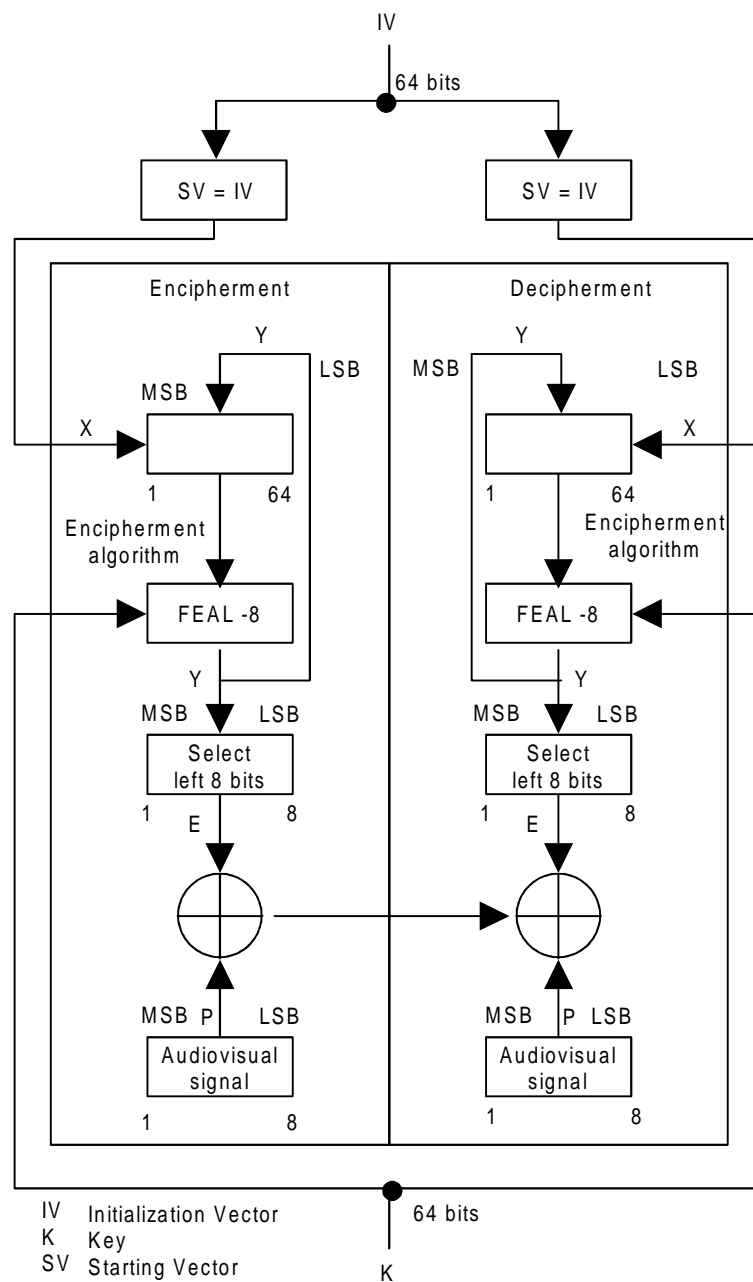 IV
64 bits
SV = IV
SV = IV
Encipherment
Decipherment
Y
Y
LSB
MSB
LSB
MSB
X
X
1
64
1
64
Encipherment
algorithm
Encipherment
algorithm
FEAL -8
FEAL -8
Y
Y
MSB
LSB
MSB
LSB
Select
left 8 bits
Select
left 8 bits
1
8
1
8
E
E
MSB
P
LSB
MSB
P
LSB
Audiovisual
signal
Audiovisual
signal
1
8
1
8
64 bits
IV Initialization Vector
K Key
SV Starting Vector
K